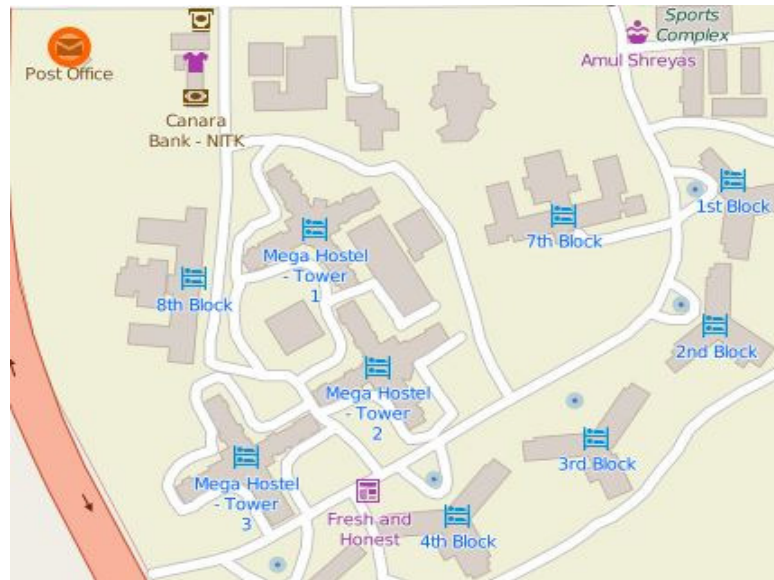 Sports
Complex
Post Office
Amul Shreyas
Canara
Bank - NITK
1st Block
7th Block
Mega Hostel
- Tower
1
8th Block
2nd Block
Mega Hostel
- Tower
2
3rd Block
Mega Hostel
- Tower
3
Fresh and
Honest
4th Block